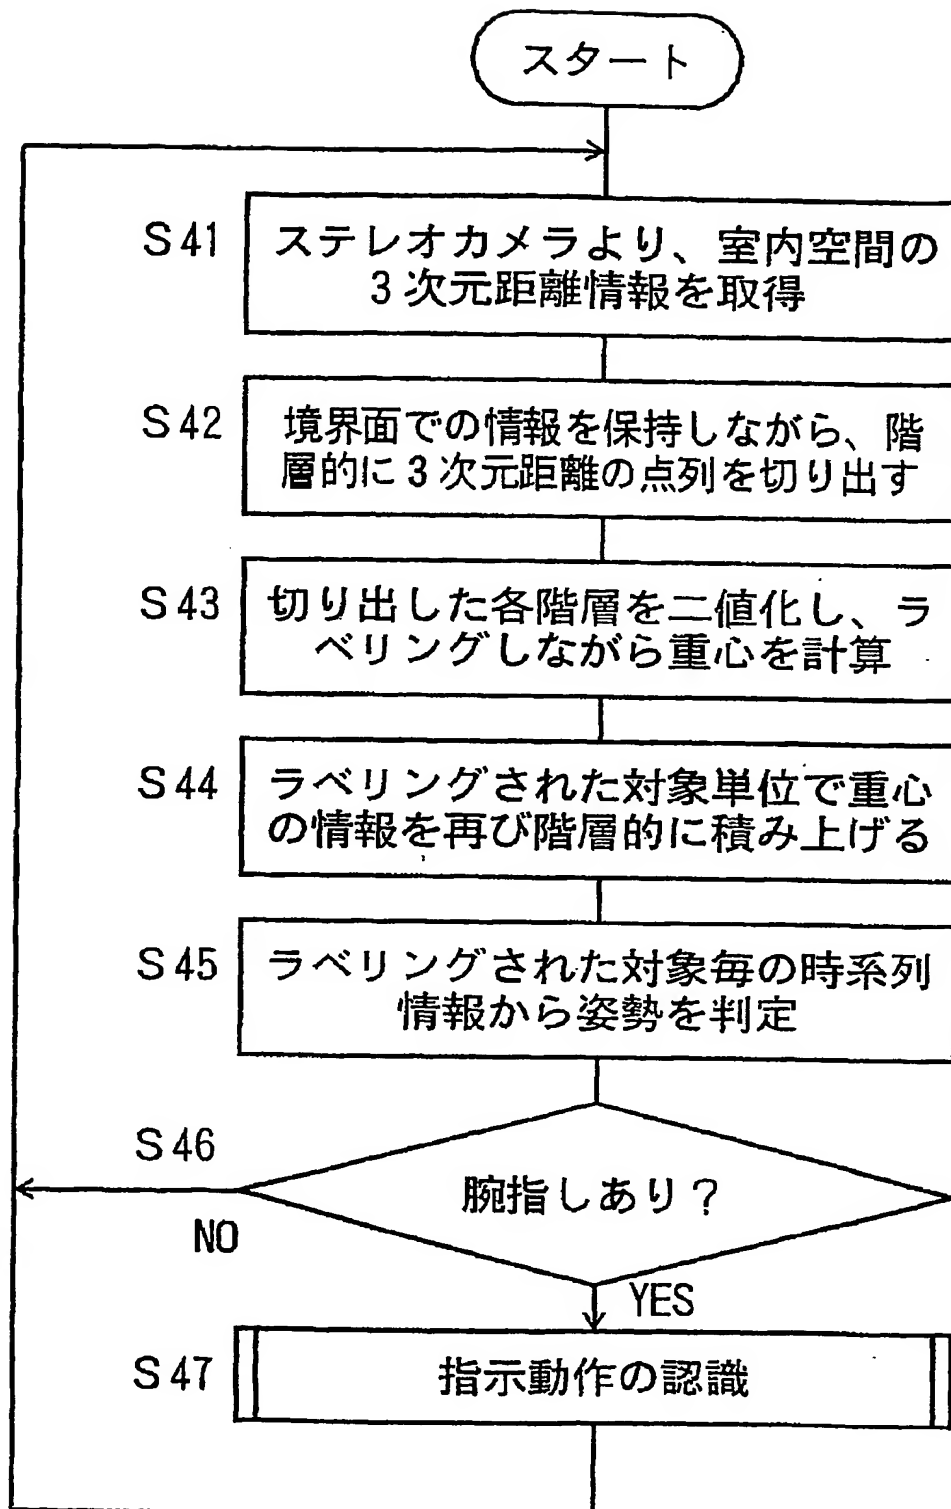 スタート
S41
ステレオカメラより、室内空間の
3次元距離情報を取得
S42
境界面での情報を保持しながら、階
層的に3次元距離の点列を切り出す
S43
切り出した各階層を二値化し、ラ
ベリングしながら重心を計算
S44
ラベリングされた対象単位で重心
の情報を再び階層的に積み上げる
S45
ラベリングされた対象毎の時系列
情報から姿勢を判定
S46
腕指しあり?
NO
YES
S47
指示動作の認識